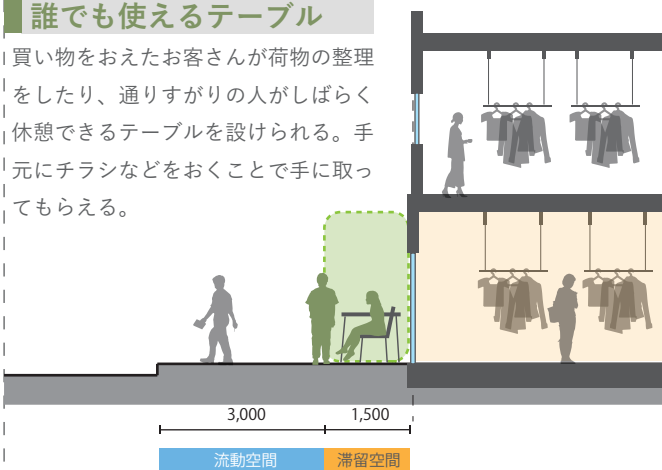 誰でも使えるテーブル
買い物をおえたお客さんが荷物の整理
をしたり、通りすがりの人がしばらく
休憩できるテーブルを設けられる。手
元にチラシなどをおくことで手に取っ
てもらえる。
3,000
1,500
流動空間
滞留空間